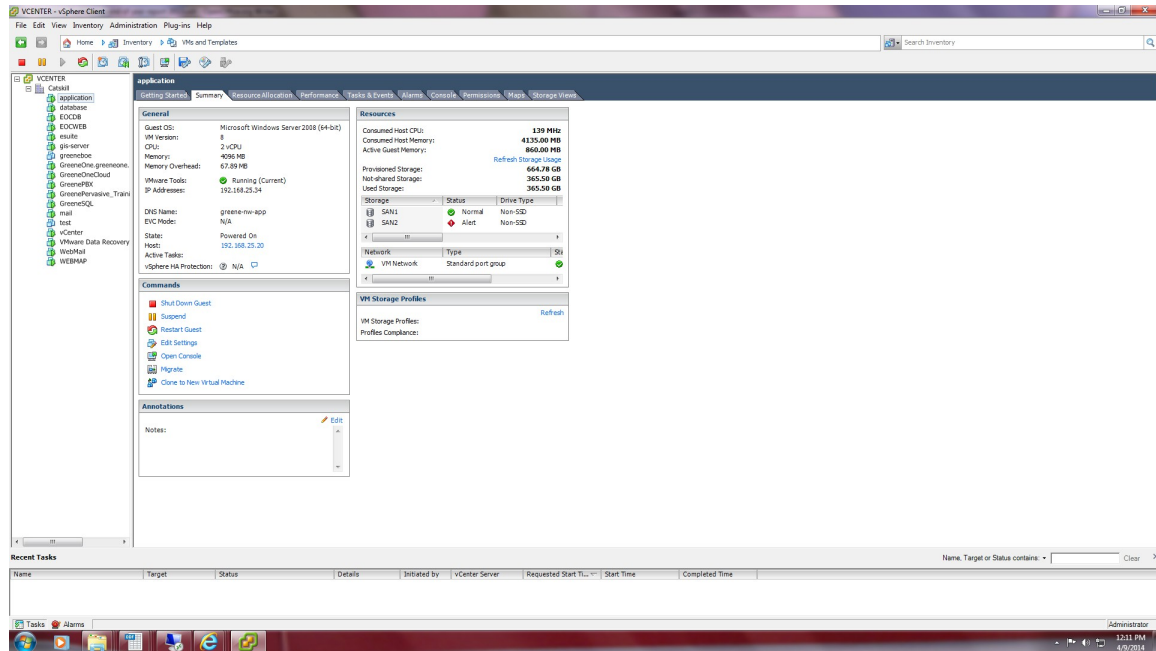 VCENTER - vSphere Client
File Edit View Inventory Administration Plug-ins Help
Home Inventory VMs and Templates
Search Inventory
VCENTER
Catskill
application
database
EOCDB
EOCWEB
esuite
gis-server
greeneboe
GreeneOne.greeneone.
GreeneOneCloud
GreenePBX
GreenePervasive_Traini
GreeneSQL
mail
test
vCenter
VMware Data Recovery
WebMail
WEBMAP
application
Getting Started Summary Resource Allocation Performance Tasks & Events Alarms Console Permissions Maps Storage Views
General
Guest OS: Microsoft Windows Server 2008 (64-bit)
VM Version: 8
CPU: 2 vCPU
Memory: 4096 MB
Memory Overhead: 67.89 MB
VMware Tools: Running (Current)
IP Addresses: 192.168.25.34
DNS Name: greene-nw-app
EVC Mode: N/A
State: Powered On
Host: 192.168.25.20
Active Tasks:
vSphere HA Protection: N/A
Commands
Shut Down Guest
Suspend
Restart Guest
Edit Settings
Open Console
Migrate
Clone to New Virtual Machine
Annotations
Edit
Notes:
Resources
Consumed Host CPU: 139 MHz
Consumed Host Memory: 4135.00 MB
Active Guest Memory: 860.00 MB
Refresh Storage Usage
Provisioned Storage: 664.78 GB
Not-shared Storage: 365.50 GB
Used Storage: 365.50 GB
Storage Status Drive Type
SAN1 Normal Non-SSD
SAN2 Alert Non-SSD
Network Type Sta
VM Network Standard port group
VM Storage Profiles
Refresh
VM Storage Profiles:
Profiles Compliance:
Recent Tasks
Name, Target or Status contains: Clear
Name Target Status Details Initiated by vCenter Server Requested Start Ti... Start Time Completed Time
Tasks Alarms
Administrator
12:11 PM
4/9/2014